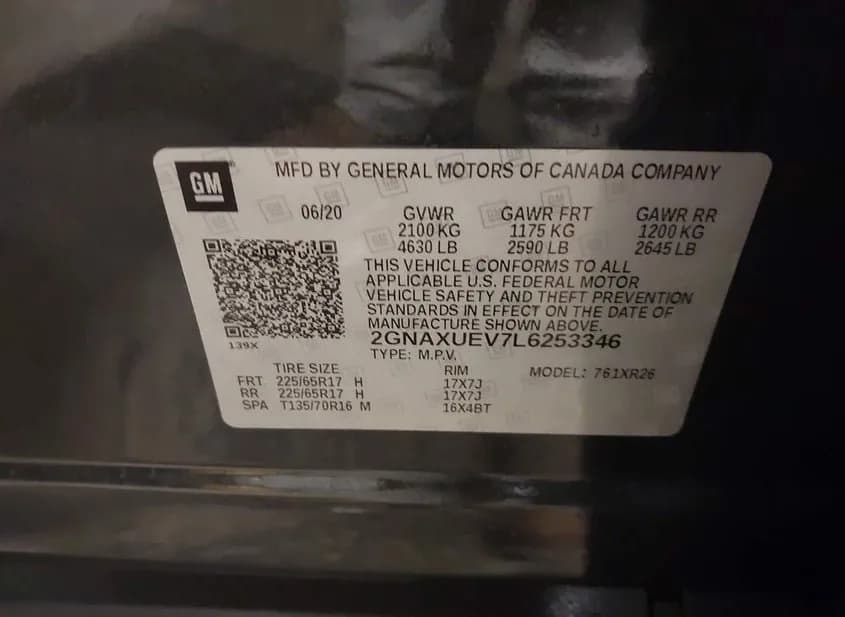 GM
MFD BY GENERAL MOTORS OF CANADA COMPANY
06/20 GVWR GAWR FRT GAWR RR
2100 KG 1175 KG 1200 KG
4630 LB 2590 LB 2645 LB
THIS VEHICLE CONFORMS TO ALL
APPLICABLE U.S. FEDERAL MOTOR
VEHICLE SAFETY AND THEFT PREVENTION
STANDARDS IN EFFECT ON THE DATE OF
MANUFACTURE SHOWN ABOVE.
2GNAXUEV7L6253346
139X
TYPE: M.P.V.
TIRE SIZE RIM MODEL: 761XR26
FRT 225/65R17 H 17X7J
RR 225/65R17 H 17X7J
SPA T135/70R16 M 16X4BT